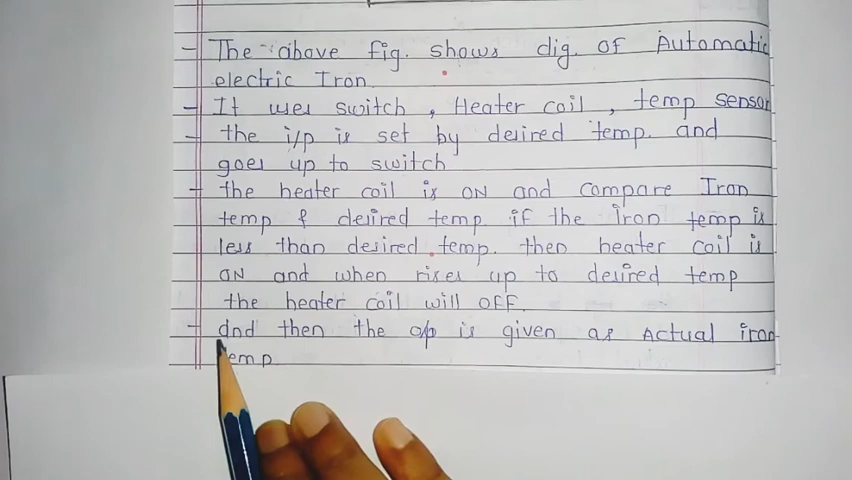 - The above fig. shows dig. of Automatic
electric Iron.
- It uses switch, Heater coil, temp sensor
- the i/p is set by desired temp. and
goes up to switch
- the heater coil is ON and compare Iron
temp & desired temp if the iron temp is
less than desired temp. then heater coil is
ON and when rises up to desired temp
the heater coil will OFF.
- And then the o/p is given as Actual iron
temp